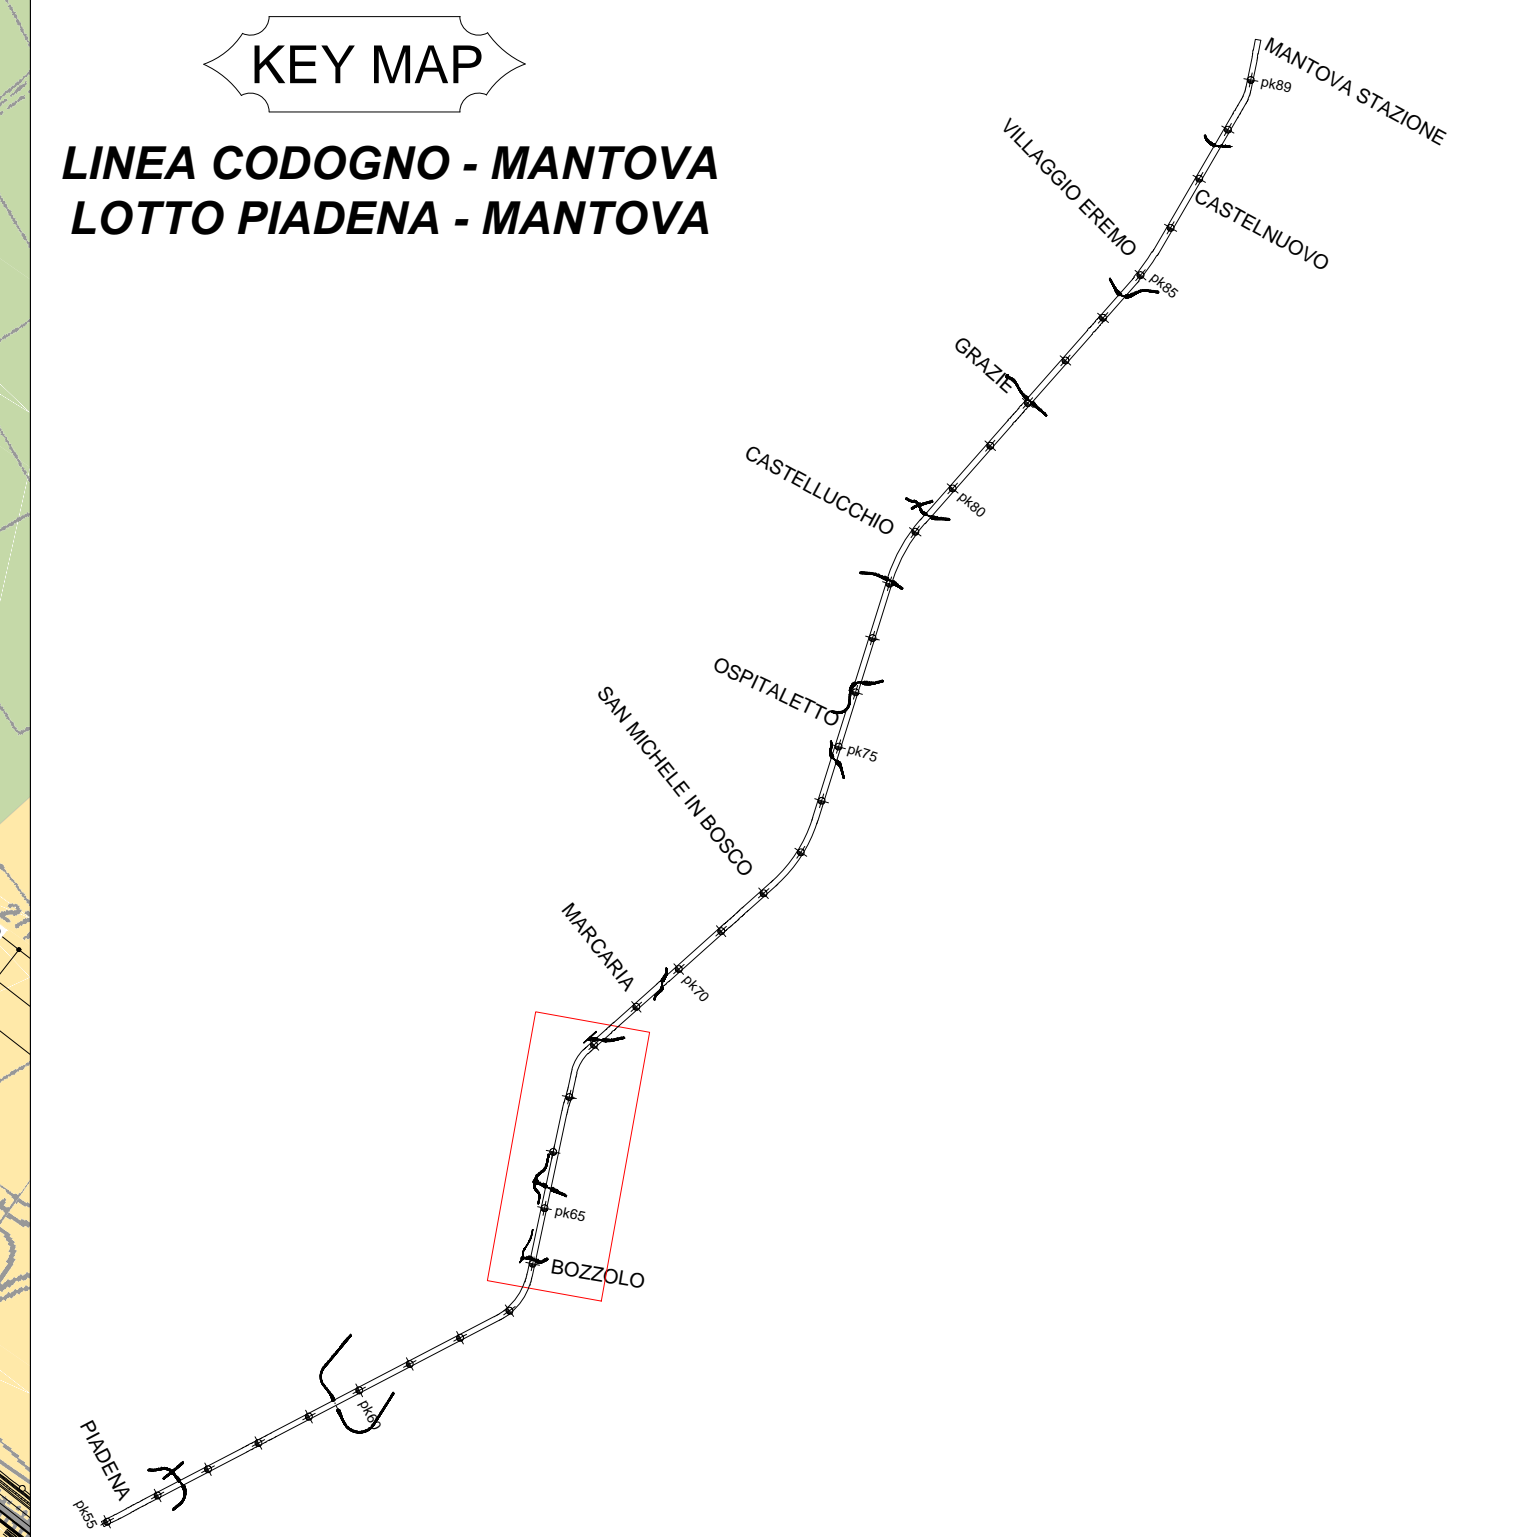 KEY MAP
LINEA CODOGNO - MANTOVA
LOTTO PIADENA - MANTOVA
MANTOVA STAZIONE
pk89
VILLAGGIO EREMO
CASTELNUOVO
pk85
GRAZIE
CASTELLUCCHIO
pk80
OSPITALETTO
SAN MICHELE IN BOSCO
pk75
MARCARIA
pk70
pk65
BOZZOLO
pk60
PIADENA
pk55